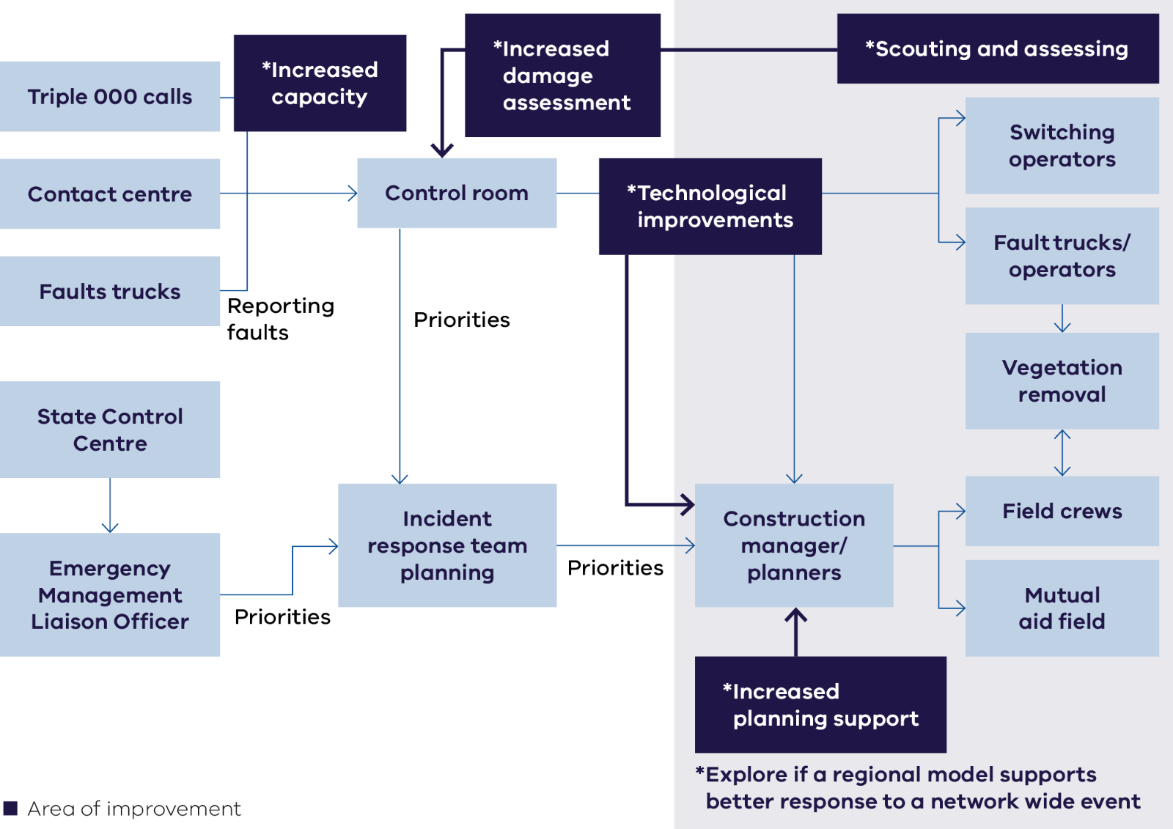 Triple 000 calls
*Increased
capacity
*Increased
damage
assessment
*Scouting and assessing
Contact centre
Control room
*Technological
improvements
Switching
operators
Faults trucks
Reporting
faults
Priorities
Fault trucks/
operators
Vegetation
removal
State Control
Centre
Emergency
Management
Liaison Officer
Priorities
Incident
response team
planning
Priorities
Construction
manager/
planners
Field crews
Mutual
aid field
*Increased
planning support
*Explore if a regional model supports
better response to a network wide event
Area of improvement